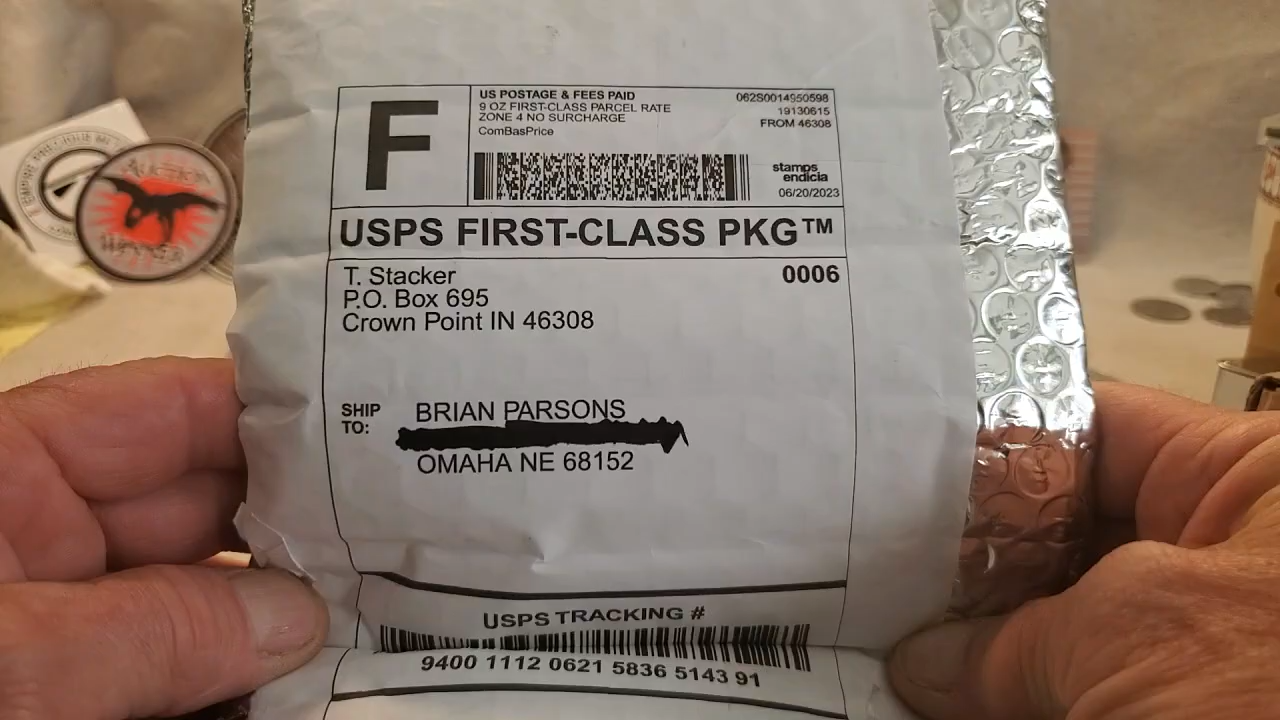 F
US POSTAGE & FEES PAID
9 OZ FIRST-CLASS PARCEL RATE
ZONE 4 NO SURCHARGE
ComBasPrice
062S0014950598
19130615
FROM 46308
stamps
endicia
06/20/2023
USPS FIRST-CLASS PKG™
T. Stacker
P.O. Box 695
Crown Point IN 46308
0006
SHIP
TO:
BRIAN PARSONS
OMAHA NE 68152
USPS TRACKING #
9400 1112 0621 5836 5143 91
AUCTION
WINNER